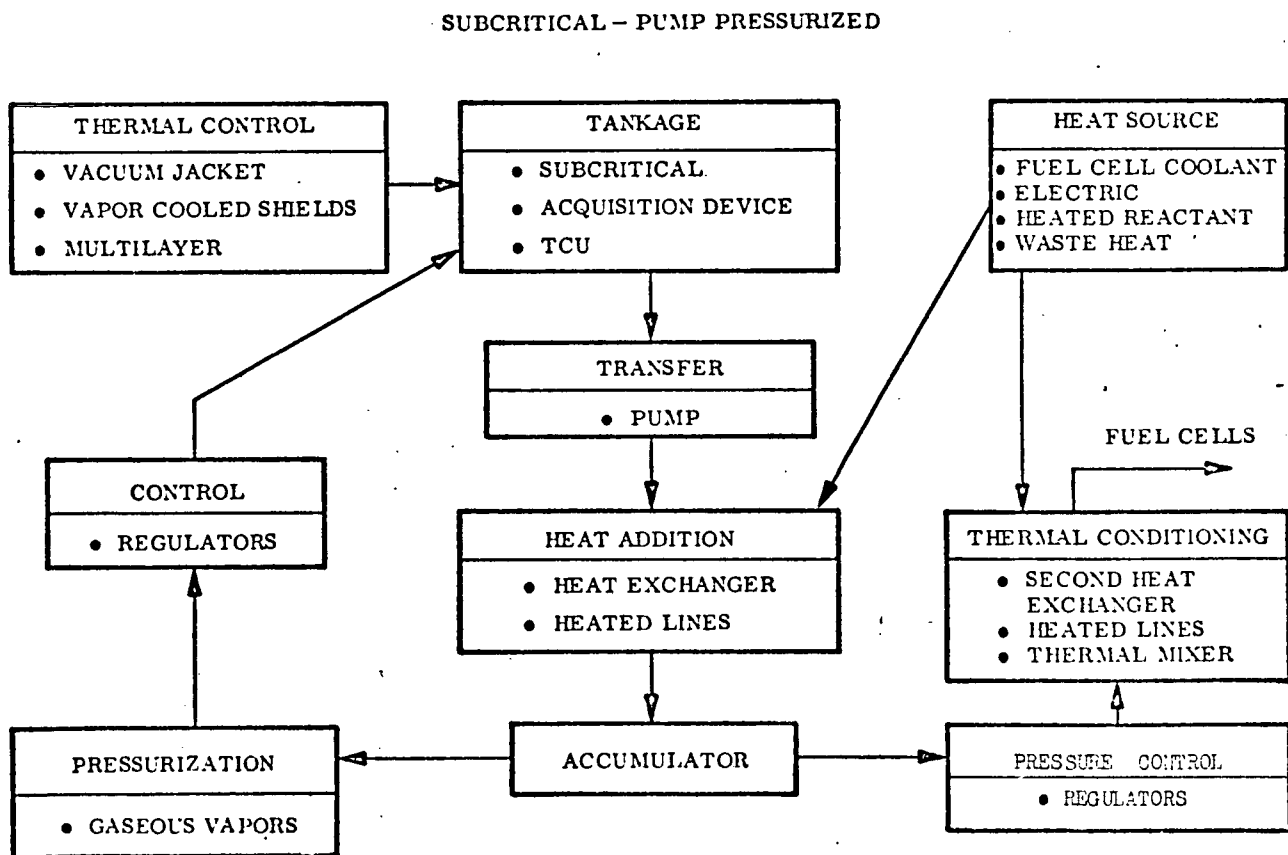 SUBCRITICAL – PUMP PRESSURIZED
THERMAL CONTROL
• VACUUM JACKET
• VAPOR COOLED SHIELDS
• MULTILAYER
TANKAGE
• SUBCRITICAL
• ACQUISITION DEVICE
• TCU
HEAT SOURCE
• FUEL CELL COOLANT
• ELECTRIC
• HEATED REACTANT
• WASTE HEAT
TRANSFER
• PUMP
FUEL CELLS
CONTROL
• REGULATORS
HEAT ADDITION
• HEAT EXCHANGER
• HEATED LINES
THERMAL CONDITIONING
• SECOND HEAT
EXCHANGER
• HEATED LINES
• THERMAL MIXER
PRESSURIZATION
• GASEOUS VAPORS
ACCUMULATOR
PRESSURE CONTROL
• REGULATORS